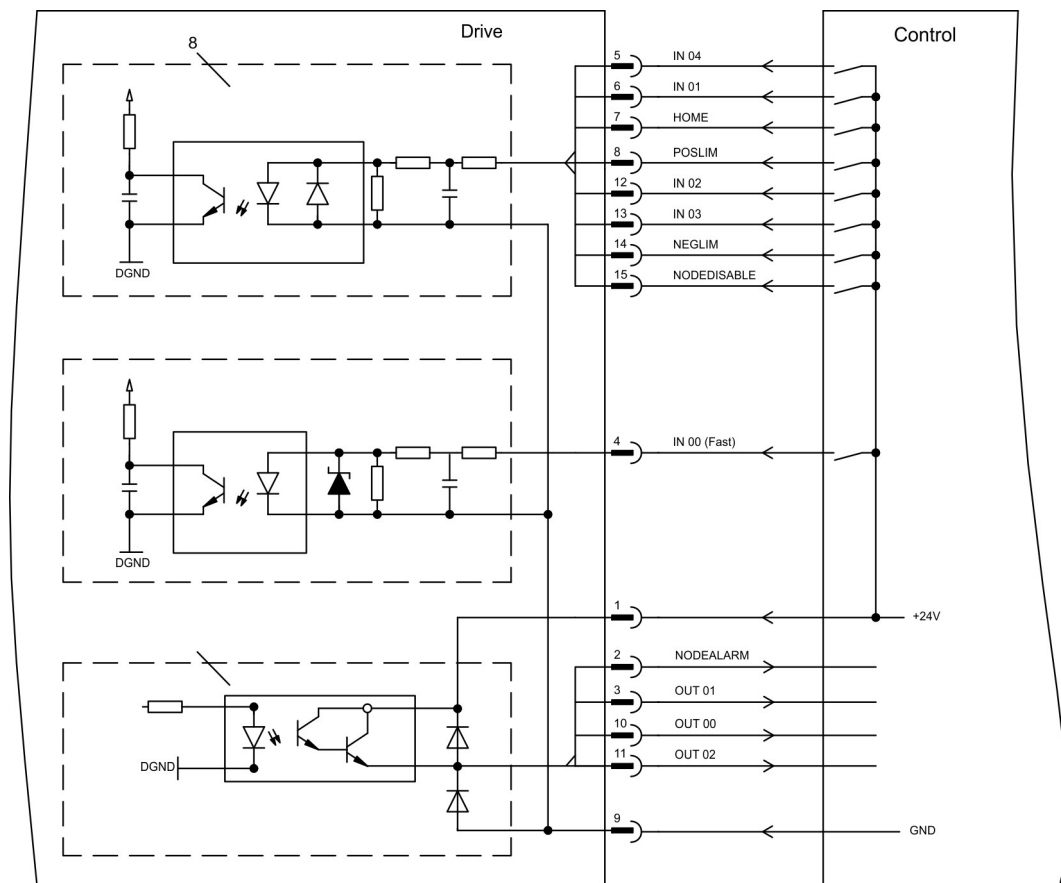 Drive
Control
8
5 IN 04
6 IN 01
7 HOME
8 POSLIM
12 IN 02
13 IN 03
14 NEGLIM
15 NODEDISABLE
DGND
4 IN 00 (Fast)
DGND
1 +24V
2 NODEALARM
3 OUT 01
10 OUT 00
11 OUT 02
DGND
9 GND